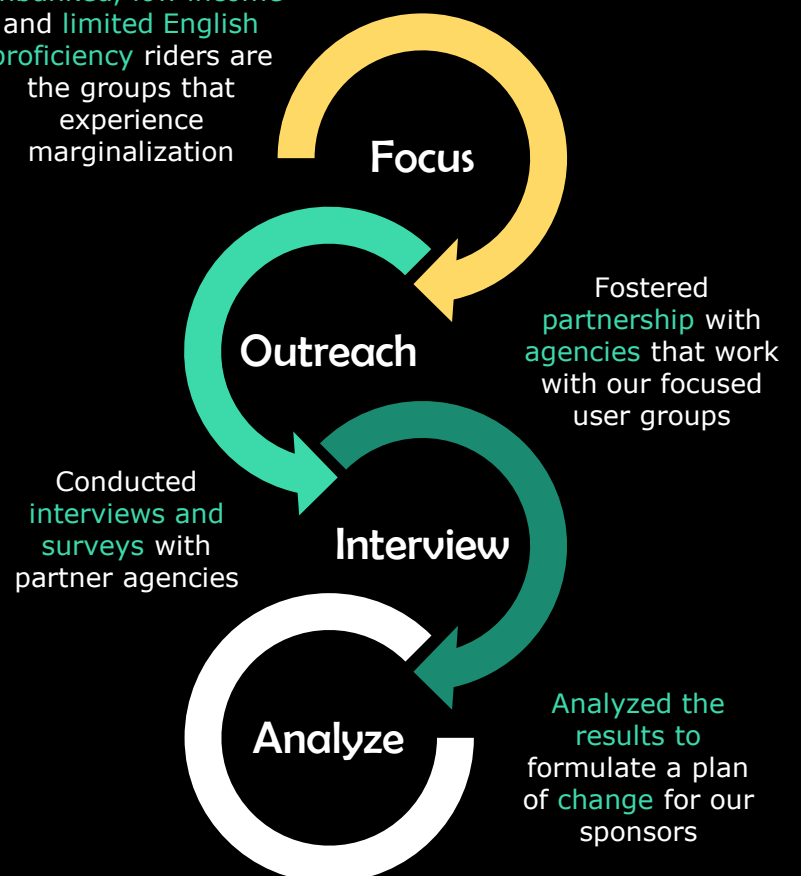 and limited English
proficiency riders are
the groups that
experience
marginalization
Focus
Fostered
partnership with
agencies that work
with our focused
user groups
Outreach
Conducted
interviews and
surveys with
partner agencies
Interview
Analyzed the
results to
formulate a plan
of change for our
sponsors
Analyze